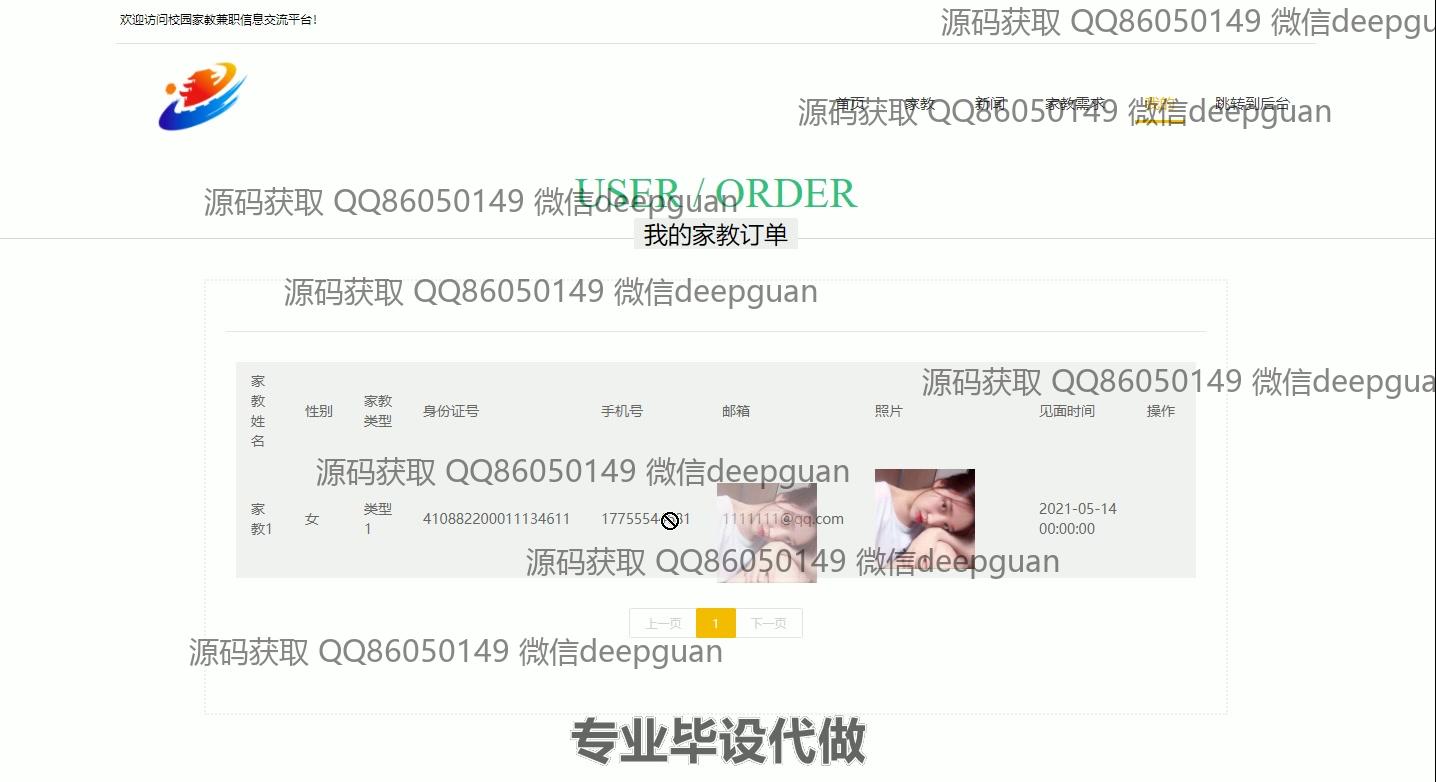 欢迎访问校园家教兼职信息交流平台！
源码获取 QQ86050149 微信deepgu
首页 家教 新闻 家教需求 我的 跳转到后台
源码获取 QQ86050149 微信deepguan
USER / ORDER
源码获取 QQ86050149 微信deepguan
我的家教订单
源码获取 QQ86050149 微信deepguan
源码获取 QQ86050149 微信deepgua
家教姓名 性别 家教类型 身份证号 手机号 邮箱 照片 见面时间 操作
源码获取 QQ86050149 微信deepguan
家教1 女 类型1 410882200011134611 1111111@qq.com 2021-05-14 00:00:00
源码获取 QQ86050149 微信deepguan
上一页 1 下一页
源码获取 QQ86050149 微信deepguan
专业毕设代做